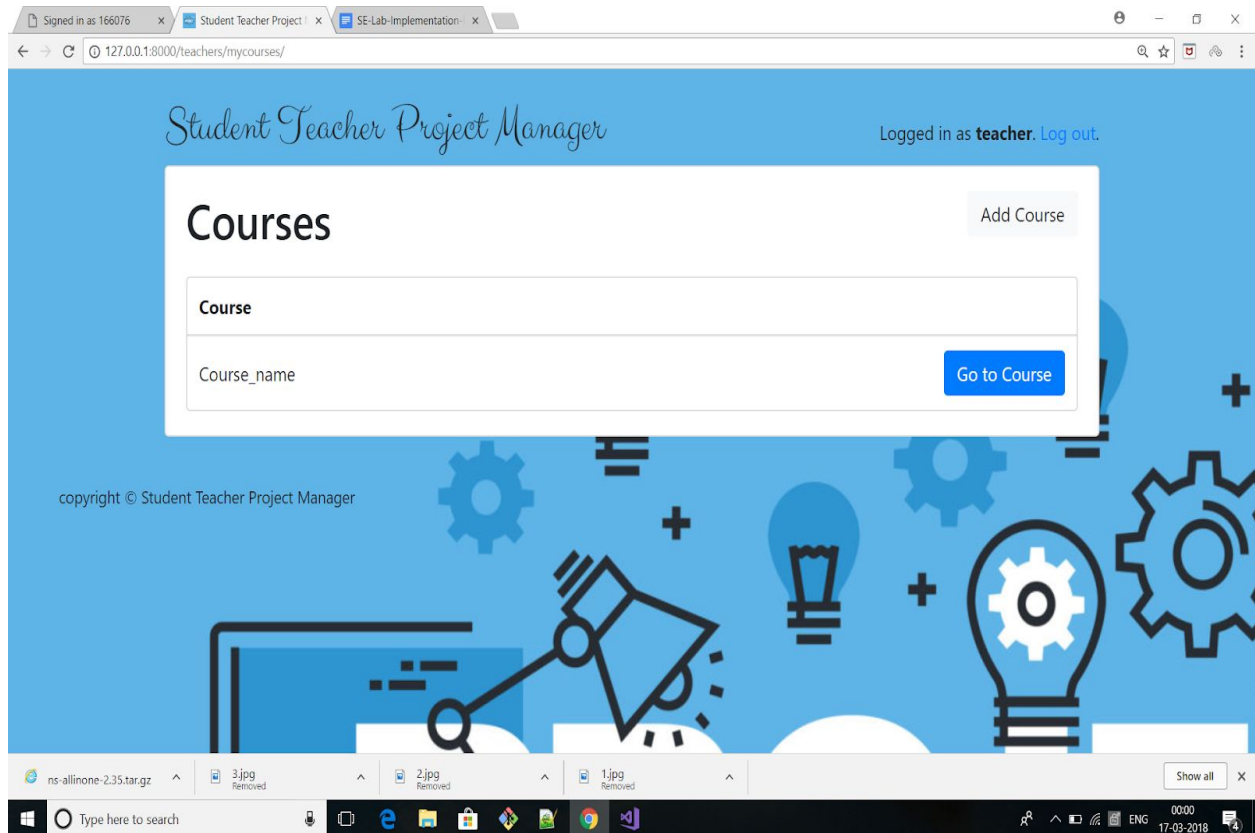 Signed in as 166076
Student Teacher Project
SE-Lab-Implementation-
127.0.0.1:8000/teachers/mycourses/
Student Teacher Project Manager
Logged in as teacher. Log out.
Courses
Add Course
Course
Course_name
Go to Course
copyright © Student Teacher Project Manager
ns-allinone-2.35.tar.gz
3.jpg
Removed
2.jpg
Removed
1.jpg
Removed
Show all
Type here to search
ENG
00:00
17-03-2018
4